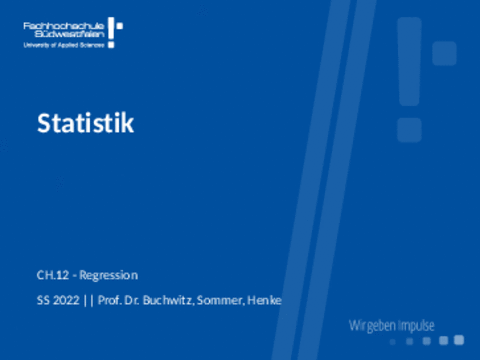 Fachhochschule
Südwestfalen
University of Applied Sciences
Statistik
CH.12 - Regression
SS 2022 || Prof. Dr. Buchwitz, Sommer, Henke
Wir geben Impulse